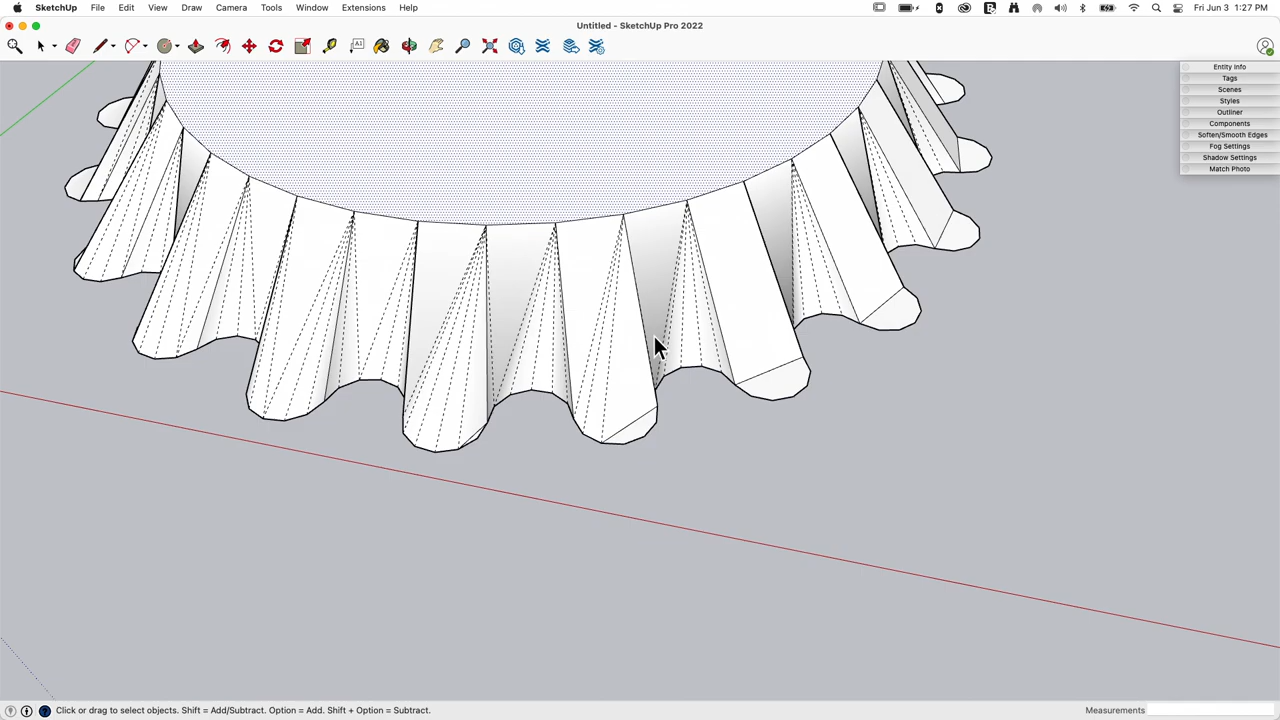 SketchUp File Edit View Draw Camera Tools Window Extensions Help Fri Jun 3 1:27 PM
Untitled - SketchUp Pro 2022
Entity Info
Tags
Scenes
Styles
Outliner
Components
Soften/Smooth Edges
Fog Settings
Shadow Settings
Match Photo
Click or drag to select objects. Shift = Add/Subtract. Option = Add. Shift + Option = Subtract. Measurements